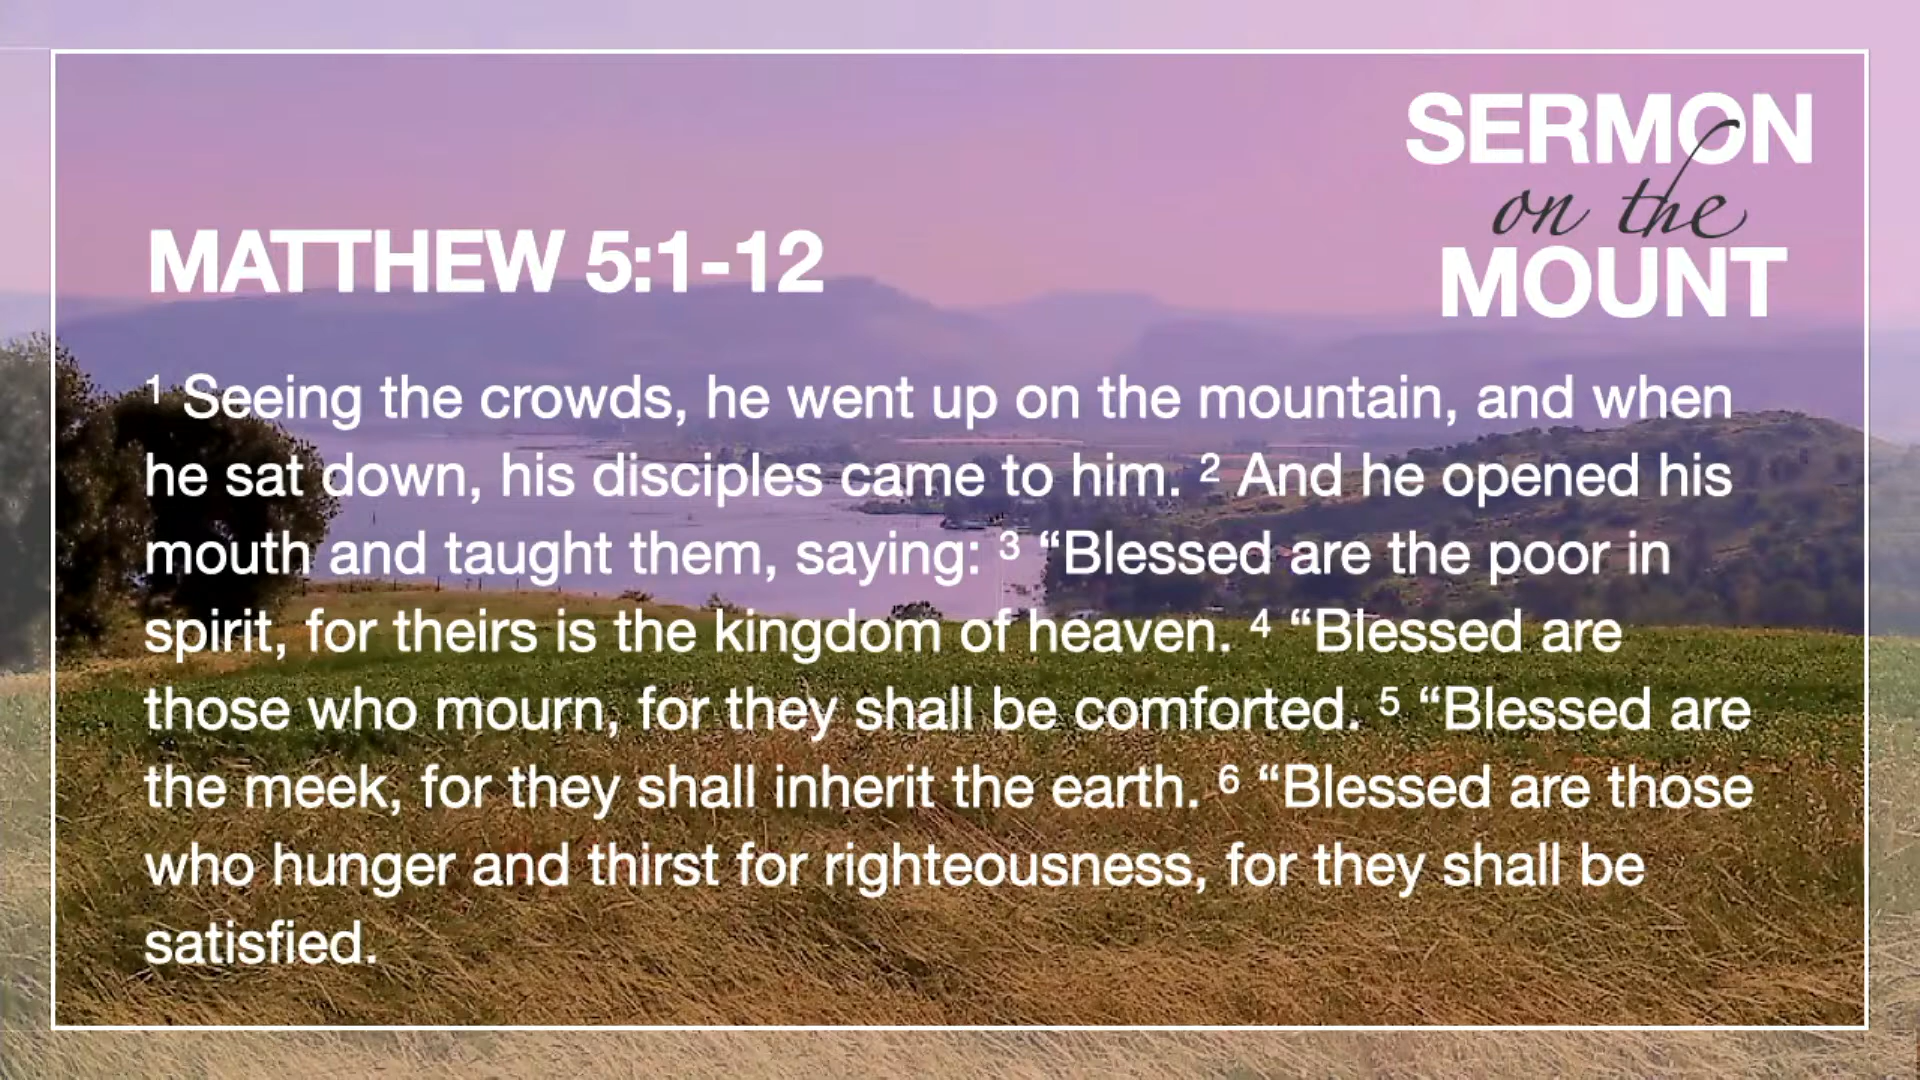 SERMON
on the
MOUNT
MATTHEW 5:1-12
1 Seeing the crowds, he went up on the mountain, and when
he sat down, his disciples came to him. 2 And he opened his
mouth and taught them, saying: 3 “Blessed are the poor in
spirit, for theirs is the kingdom of heaven. 4 “Blessed are
those who mourn, for they shall be comforted. 5 “Blessed are
the meek, for they shall inherit the earth. 6 “Blessed are those
who hunger and thirst for righteousness, for they shall be
satisfied.